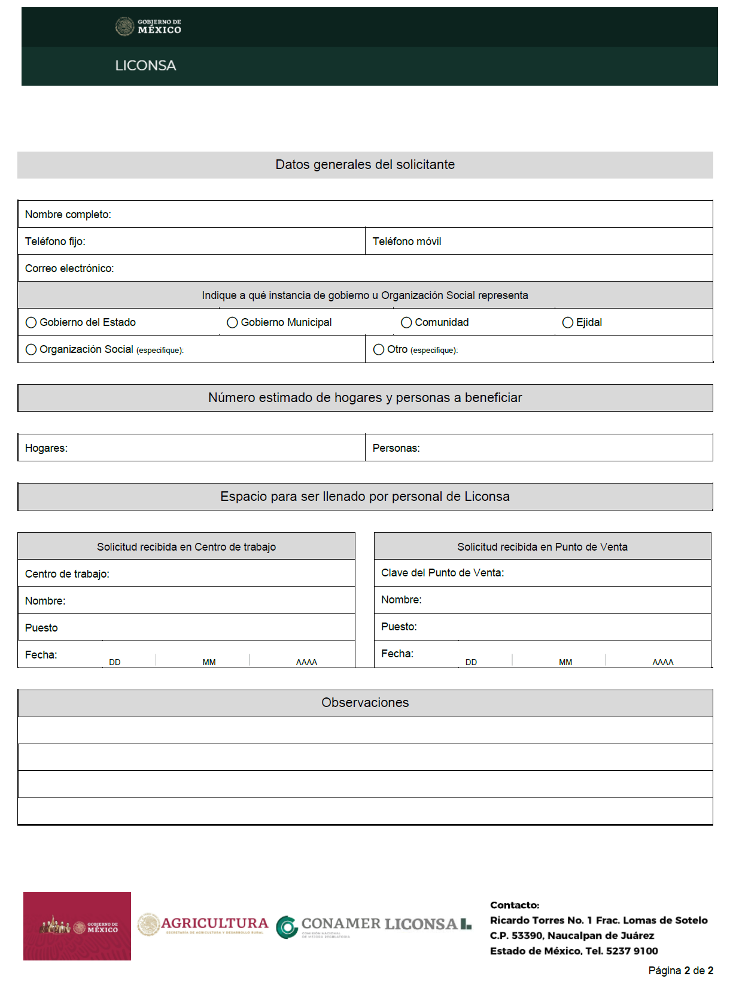 GOBIERNO DE
MÉXICO
LICONSA
Datos generales del solicitante
Nombre completo:
Teléfono fijo: Teléfono móvil
Correo electrónico:
Indique a qué instancia de gobierno u Organización Social representa
Gobierno del Estado Gobierno Municipal Comunidad Ejidal
Organización Social (especifique): Otro (especifique):
Número estimado de hogares y personas a beneficiar
Hogares: Personas:
Espacio para ser llenado por personal de Liconsa
Solicitud recibida en Centro de trabajo
Centro de trabajo:
Nombre:
Puesto
Fecha: DD MM AAAA
Solicitud recibida en Punto de Venta
Clave del Punto de Venta:
Nombre:
Puesto:
Fecha: DD MM AAAA
Observaciones
GOBIERNO DE
MÉXICO
AGRICULTURA
SECRETARÍA DE AGRICULTURA Y DESARROLLO RURAL
CONAMER
COMISIÓN NACIONAL
DE MEJORA REGULATORIA
LICONSA
Contacto:
Ricardo Torres No. 1 Frac. Lomas de Sotelo
C.P. 53390, Naucalpan de Juárez
Estado de México, Tel. 5237 9100
Página 2 de 2